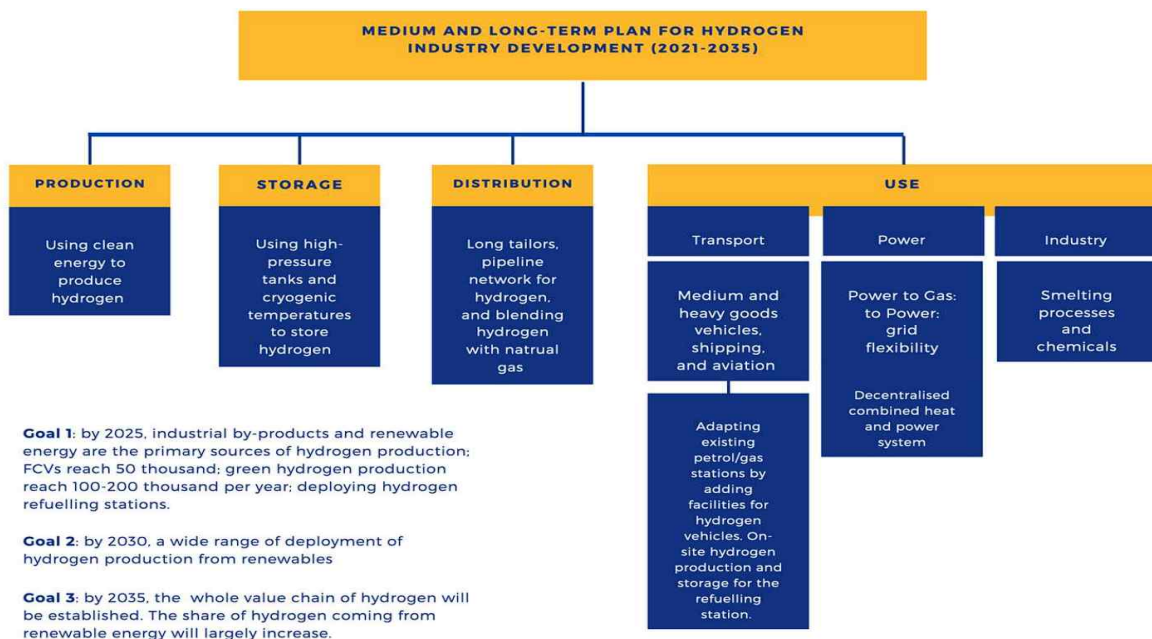 MEDIUM AND LONG-TERM PLAN FOR HYDROGEN
INDUSTRY DEVELOPMENT (2021-2035)
PRODUCTION
Using clean
energy to
produce
hydrogen
STORAGE
Using high-
pressure
tanks and
cryogenic
temperatures
to store
hydrogen
DISTRIBUTION
Long tailors,
pipeline
network for
hydrogen,
and blending
hydrogen
with natrual
gas
USE
Transport
Medium and
heavy goods
vehicles,
shipping,
and aviation
Adapting
existing
petrol/gas
stations by
adding
facilities for
hydrogen
vehicles. On-
site hydrogen
production and
storage for the
refuelling
station.
Power
Power to Gas:
to Power:
grid
flexibility
Decentralised
combined heat
and power
system
Industry
Smelting
processes
and
chemicals
Goal 1: by 2025, industrial by-products and renewable
energy are the primary sources of hydrogen production;
FCVs reach 50 thousand; green hydrogen production
reach 100-200 thousand per year; deploying hydrogen
refuelling stations.
Goal 2: by 2030, a wide range of deployment of
hydrogen production from renewables
Goal 3: by 2035, the whole value chain of hydrogen will
be established. The share of hydrogen coming from
renewable energy will largely increase.